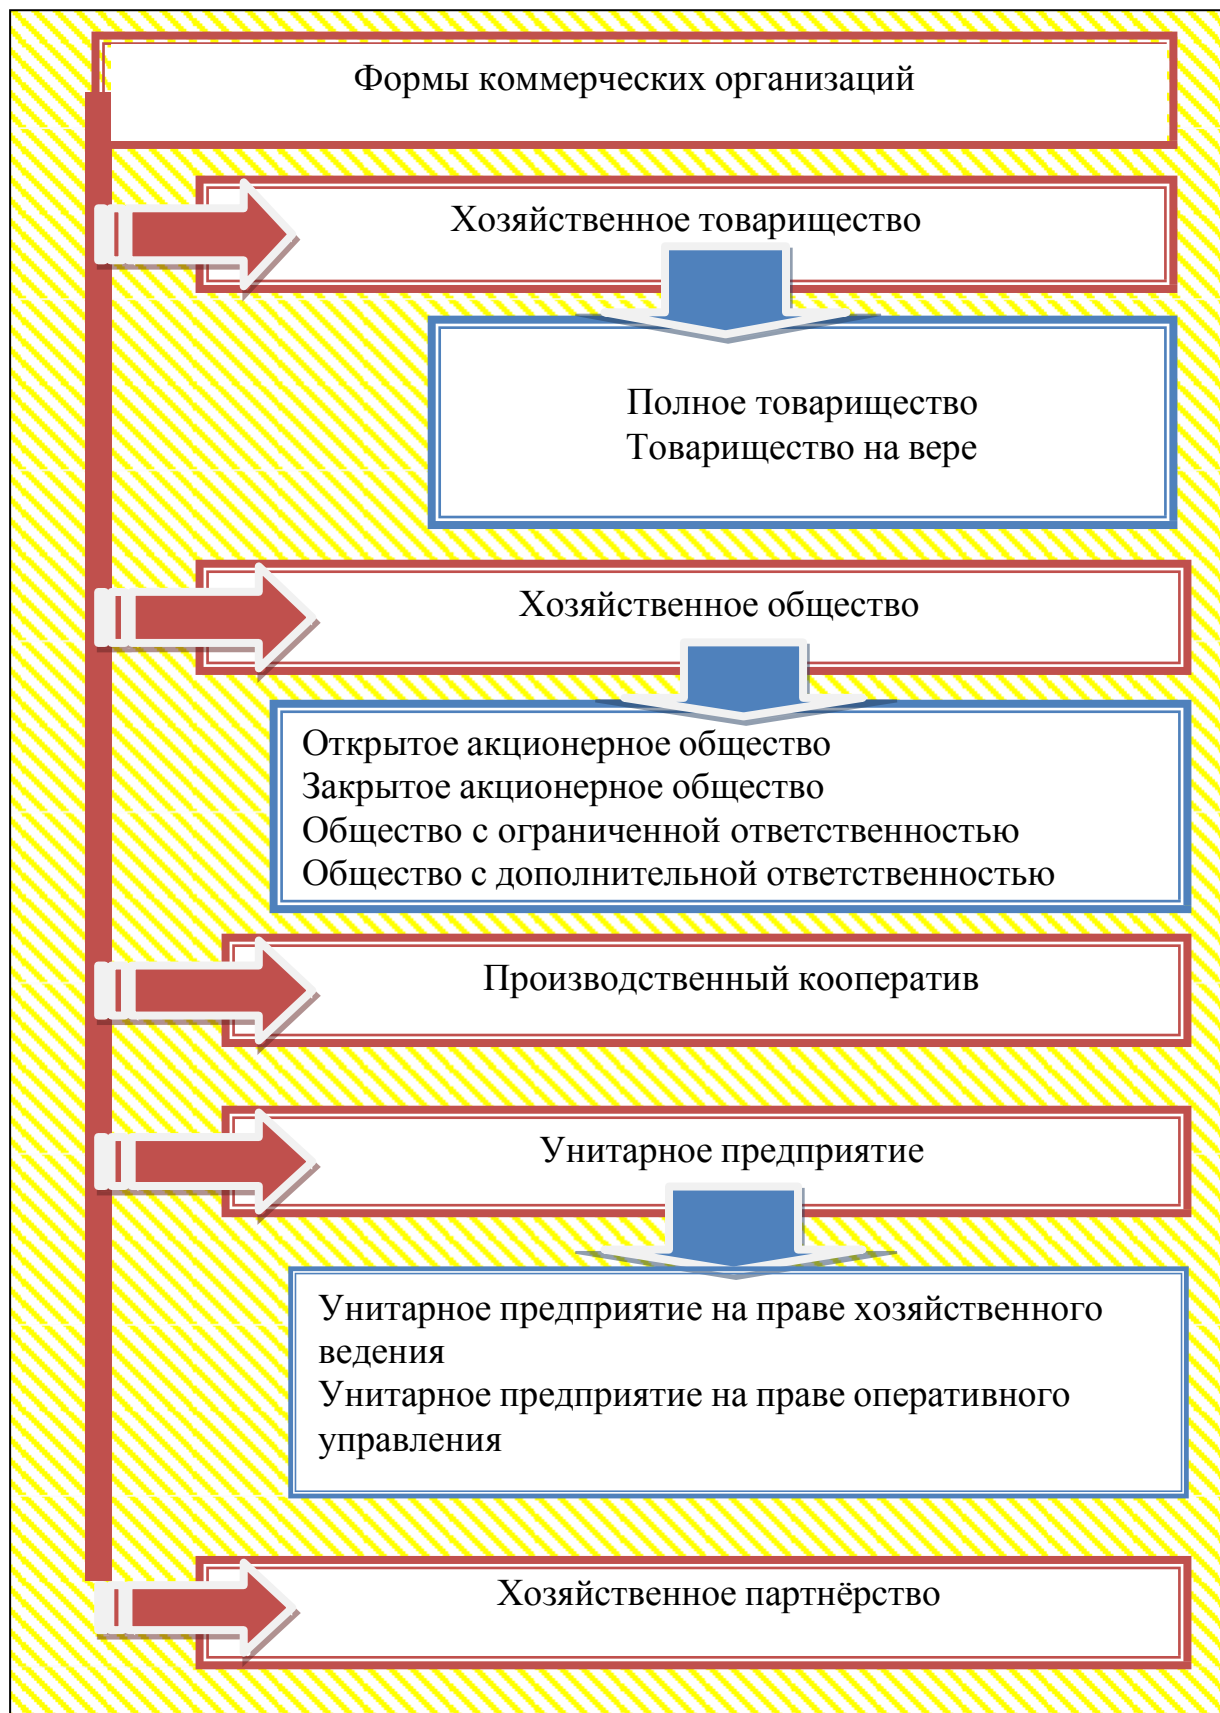 Формы коммерческих организаций
Хозяйственное товарищество
Полное товарищество
Товарищество на вере
Хозяйственное общество
Открытое акционерное общество
Закрытое акционерное общество
Общество с ограниченной ответственностью
Общество с дополнительной ответственностью
Производственный кооператив
Унитарное предприятие
Унитарное предприятие на праве хозяйственного
ведения
Унитарное предприятие на праве оперативного
управления
Хозяйственное партнёрство